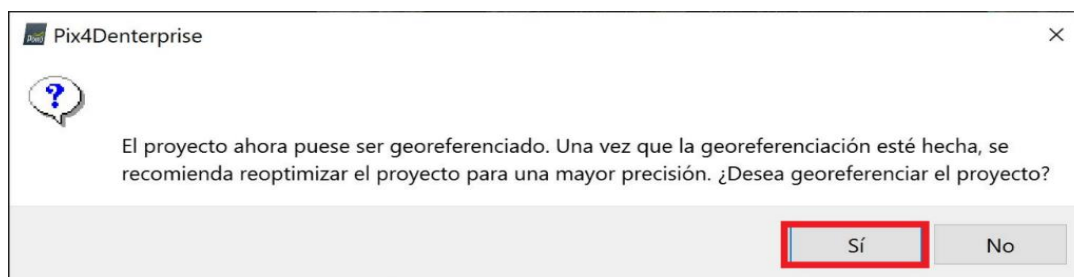 Pix4Denterprise
El proyecto ahora puese ser georeferenciado. Una vez que la georeferenciación esté hecha, se
recomienda reoptimizar el proyecto para una mayor precisión. ¿Desea georeferenciar el proyecto?
Sí No